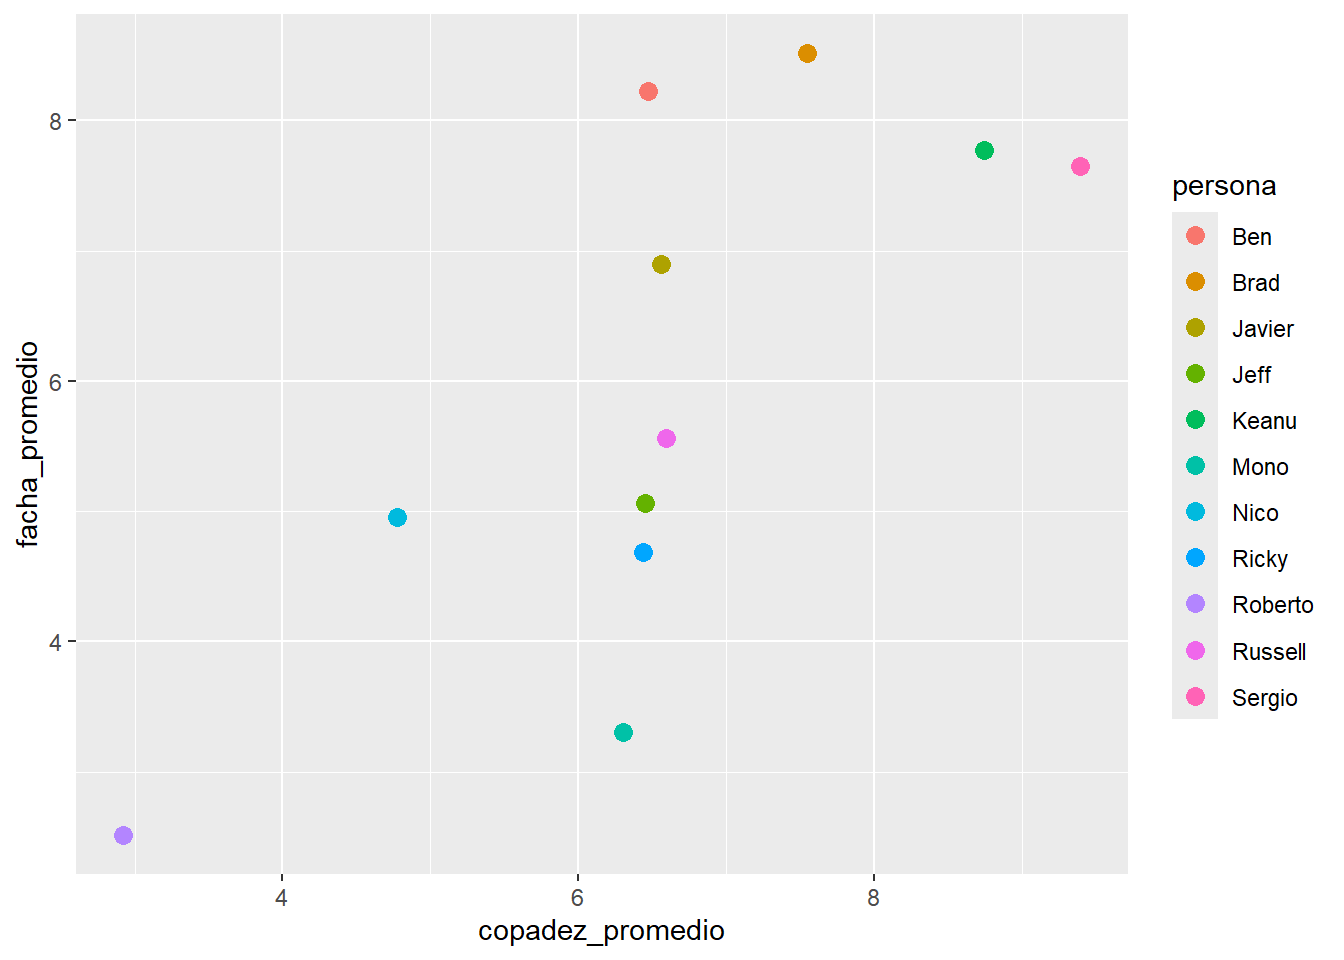 8
6
4
facha_promedio
4 6 8
copadez_promedio
persona
Ben
Brad
Javier
Jeff
Keanu
Mono
Nico
Ricky
Roberto
Russell
Sergio